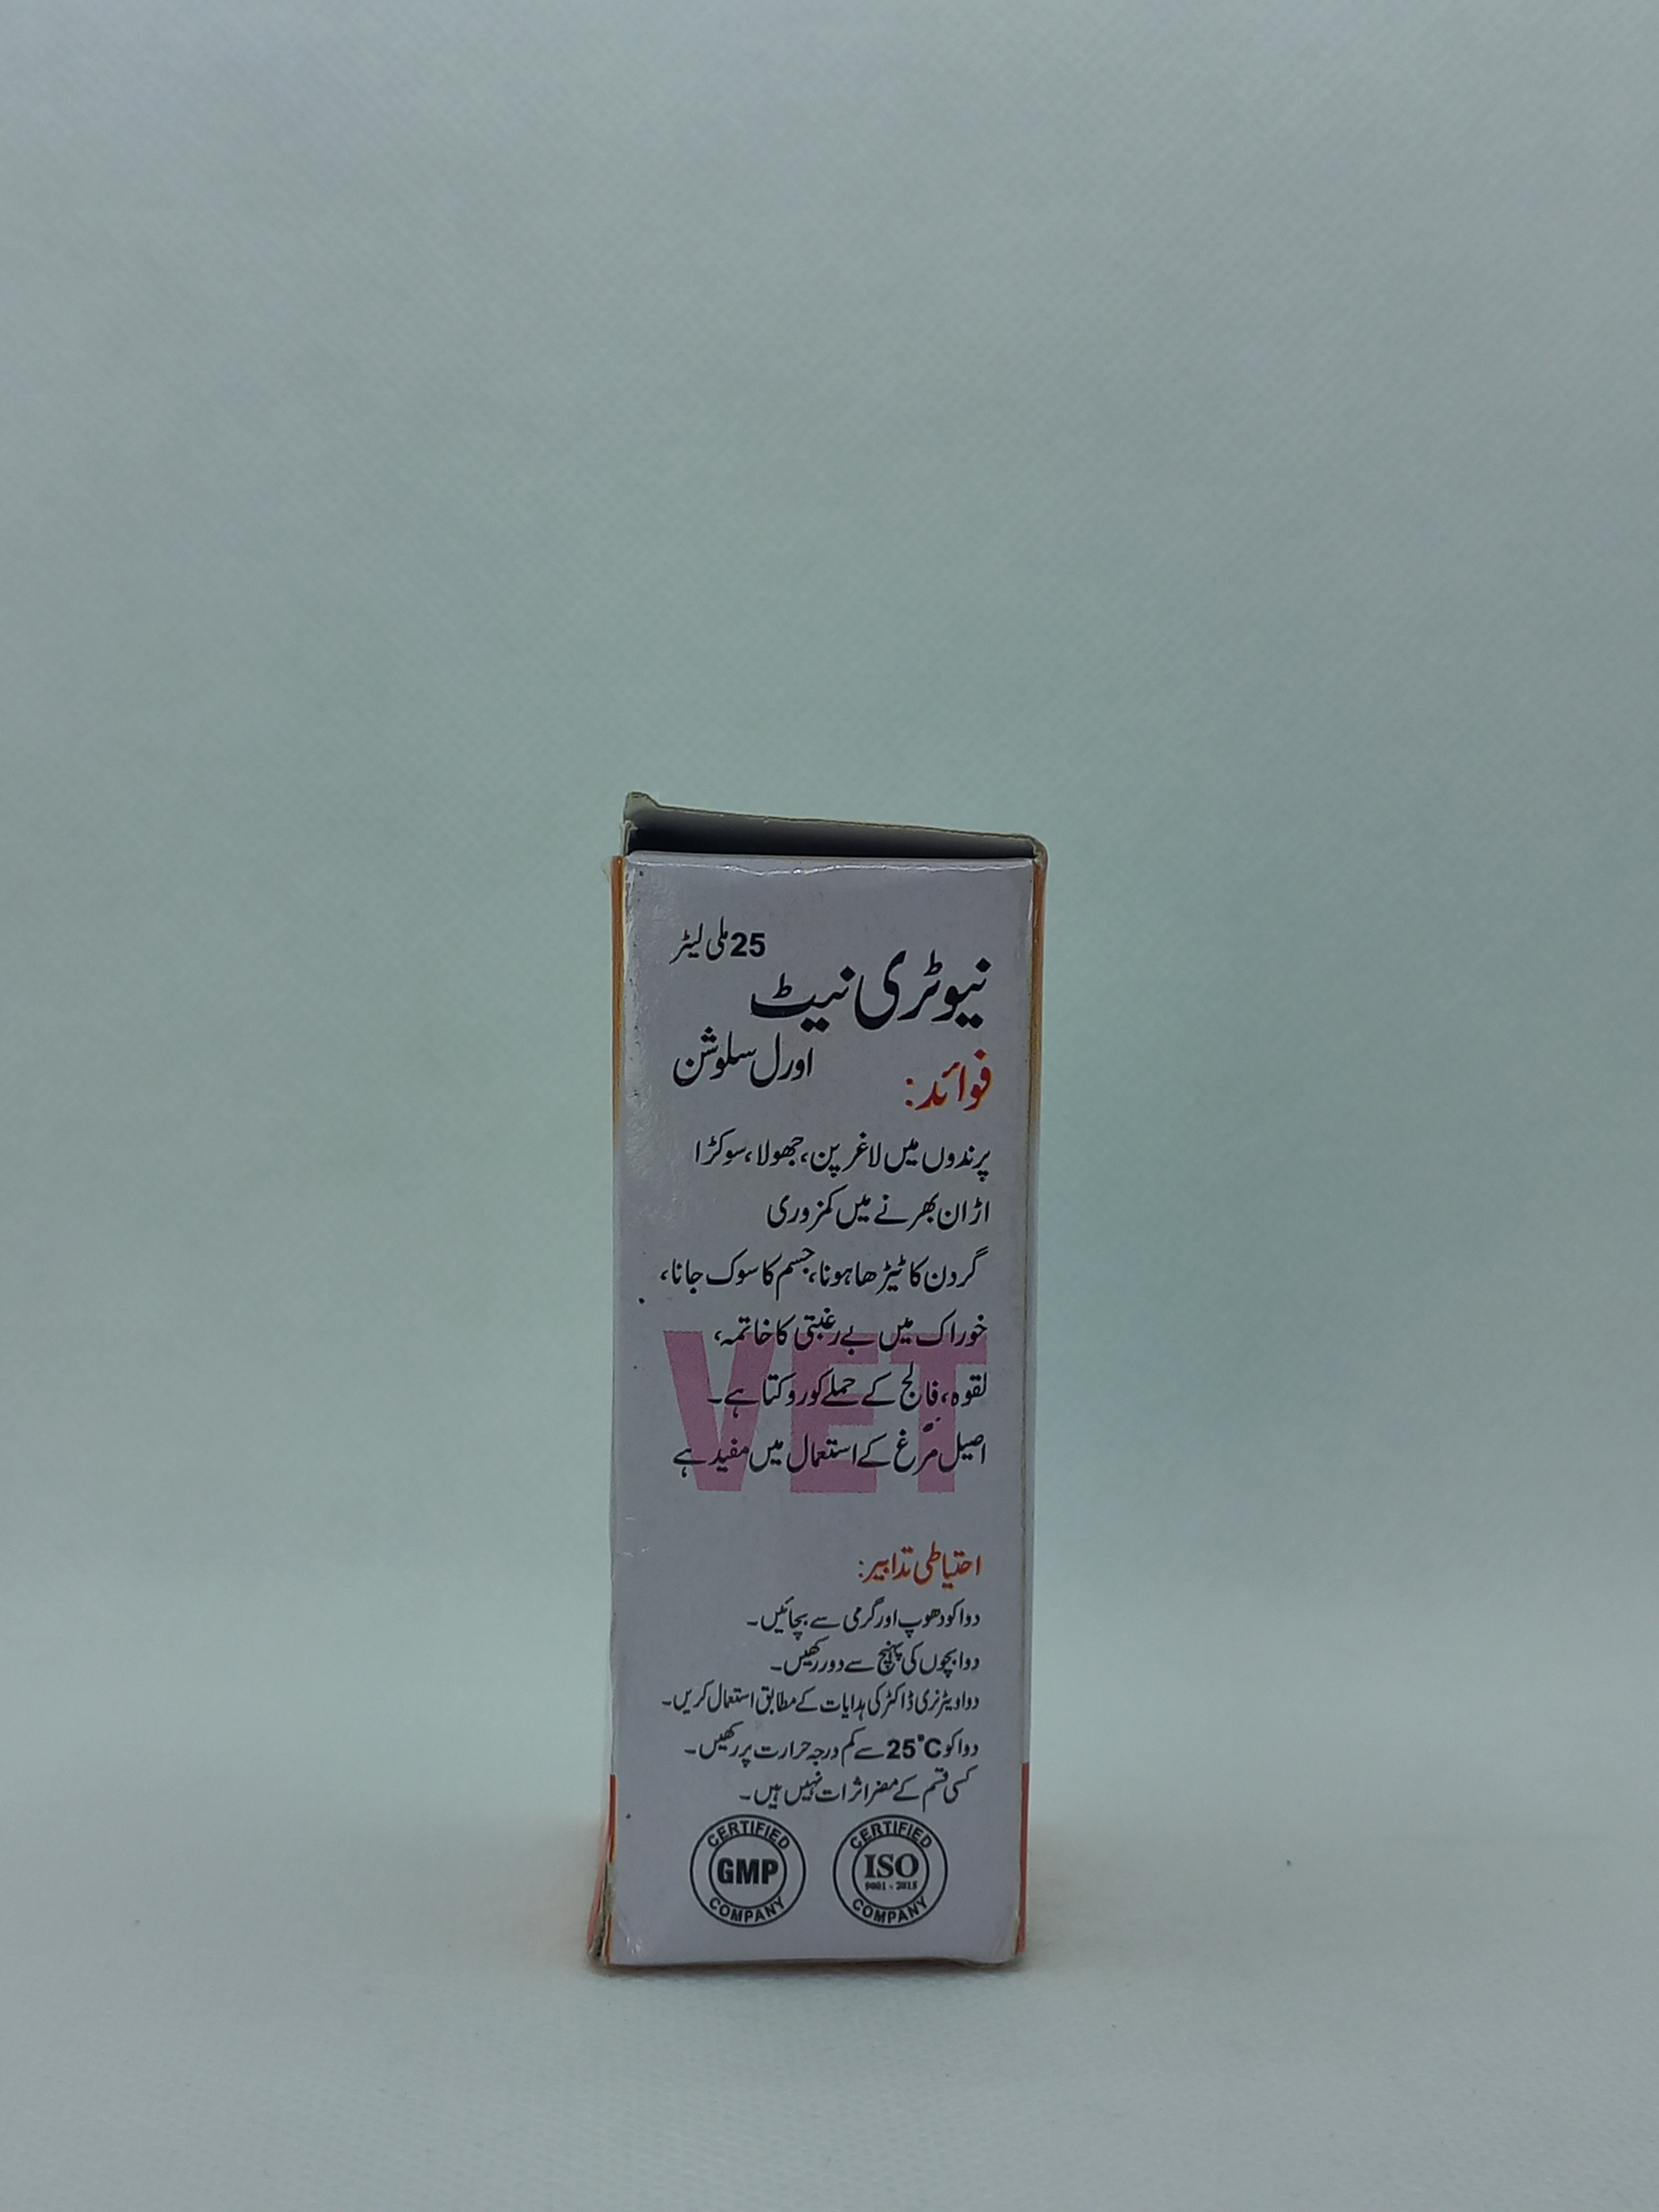 25 ملی لیٹر
نیوٹری نیٹ
اورل سلوشن
فوائد:
پرندوں میں لاغر پن، جھولا، سوکڑا
اڑان بھرنے میں کمزوری
گردن کا ٹیڑھا ہونا، جسم کا سوک جانا،
خوراک میں بے رغبتی کا خاتمہ،
لقوہ، فالج کے حملے کو روکتا ہے۔
اصیل مرغ کے استعمال میں مفید ہے
VET
احتیاطی تدابیر:
دوا کو دھوپ اور گرمی سے بچائیں۔
دوا بچوں کی پہنچ سے دور رکھیں۔
دوا ویٹرنری ڈاکٹر کی ہدایات کے مطابق استعمال کریں۔
دوا کو 25°C سے کم درجہ حرارت پر رکھیں۔
کسی قسم کے مضر اثرات نہیں ہیں۔
CERTIFIED GMP COMPANY
CERTIFIED ISO 9001 - 2015 COMPANY